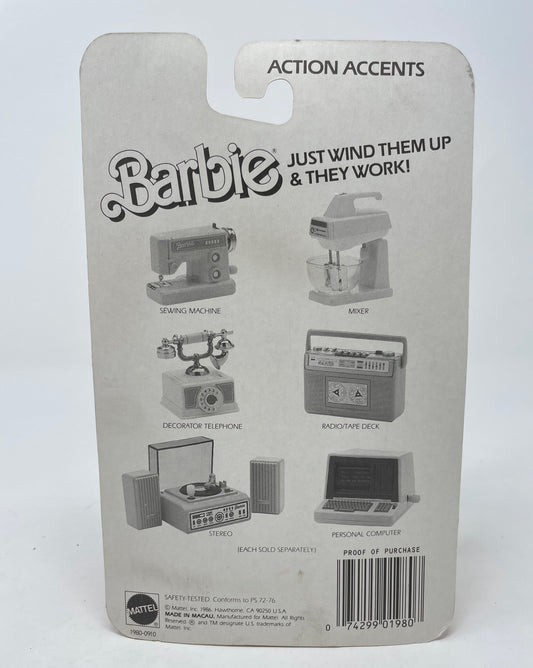 ACTION ACCENTS
Barbie®
JUST WIND THEM UP
& THEY WORK!
Barbie
SEWING MACHINE
MIXER
DECORATOR TELEPHONE
RADIO/TAPE DECK
STEREO
PERSONAL COMPUTER
(EACH SOLD SEPARATELY.)
PROOF OF PURCHASE
SAFETY-TESTED. Conforms to PS 72-76.
© Mattel, Inc. 1986. Hawthorne, CA 90250 U.S.A.
MADE IN MACAU. Manufactured for Mattel. All Rights
Reserved. ® and TM designate U.S. trademarks of
Mattel, Inc.
MATTEL
®
1980-0910
0 74299 01980